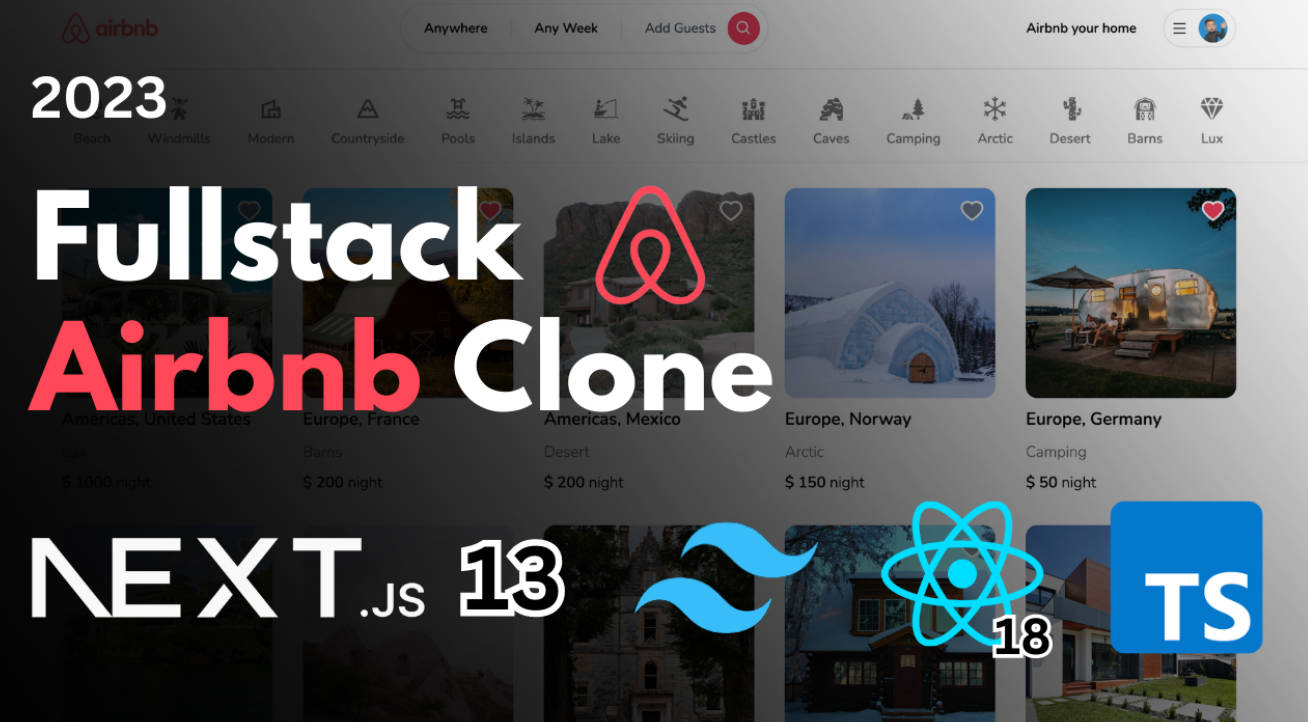 airbnb
Anywhere Any Week Add Guests
Airbnb your home
2023
Beach Windmills Modern Countryside Pools Islands Lake Skiing Castles Caves Camping Arctic Desert Barns Lux
Fullstack
Airbnb Clone
Americas, United States Europe, France Americas, Mexico Europe, Norway Europe, Germany
Lux Barns Desert Arctic Camping
$ 1000 night $ 200 night $ 200 night $ 150 night $ 50 night
NEXT.JS 13
18
TS